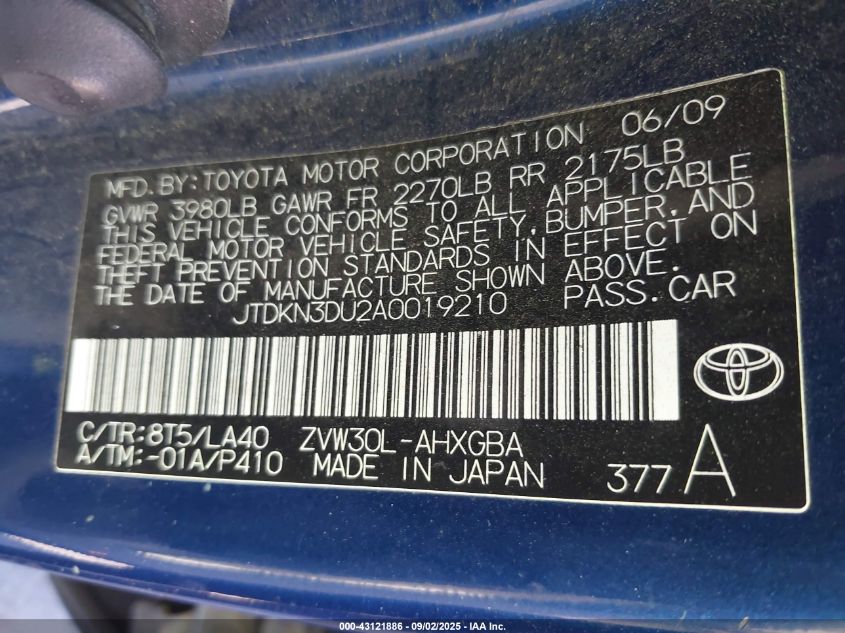 MFD. BY: TOYOTA MOTOR CORPORATION 06/09
GVWR 3980LB GAWR FR 2270LB RR 2175LB
THIS VEHICLE CONFORMS TO ALL APPLICABLE
FEDERAL MOTOR VEHICLE SAFETY, BUMPER, AND
THEFT PREVENTION STANDARDS IN EFFECT ON
THE DATE OF MANUFACTURE SHOWN ABOVE.
JTDKN3DU2A0019210 PASS. CAR
C/TR: 8T5/LA40 ZVW30L-AHXGBA
A/TM: -01A/P410 MADE IN JAPAN 377 A
000-43121886 - 09/02/2025 - IAA Inc.